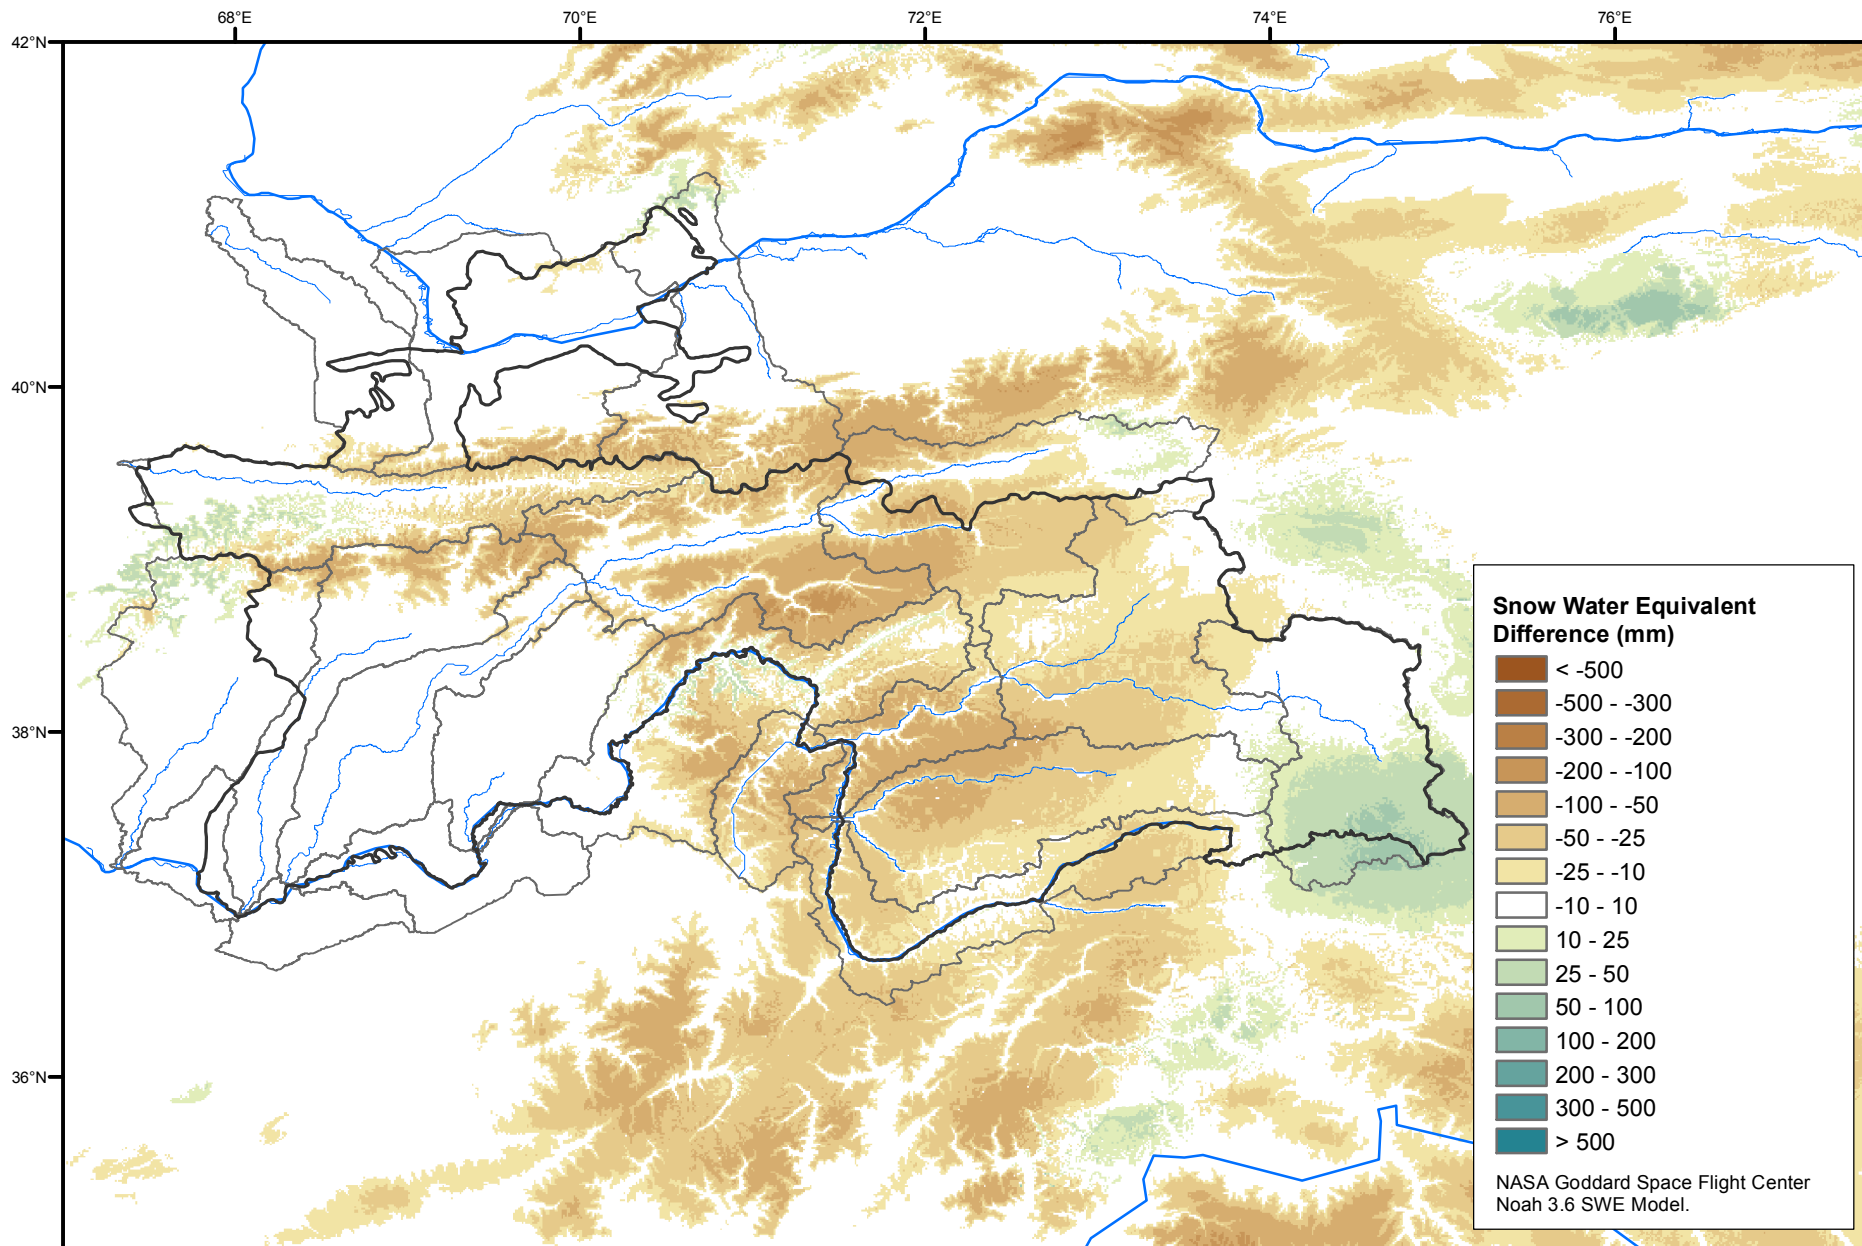 68°E
70°E
72°E
74°E
76°E
42°N
40°N
38°N
36°N
Snow Water Equivalent
Difference (mm)
< -500
-500 - -300
-300 - -200
-200 - -100
-100 - -50
-50 - -25
-25 - -10
-10 - 10
10 - 25
25 - 50
50 - 100
100 - 200
200 - 300
300 - 500
> 500
NASA Goddard Space Flight Center
Noah 3.6 SWE Model.